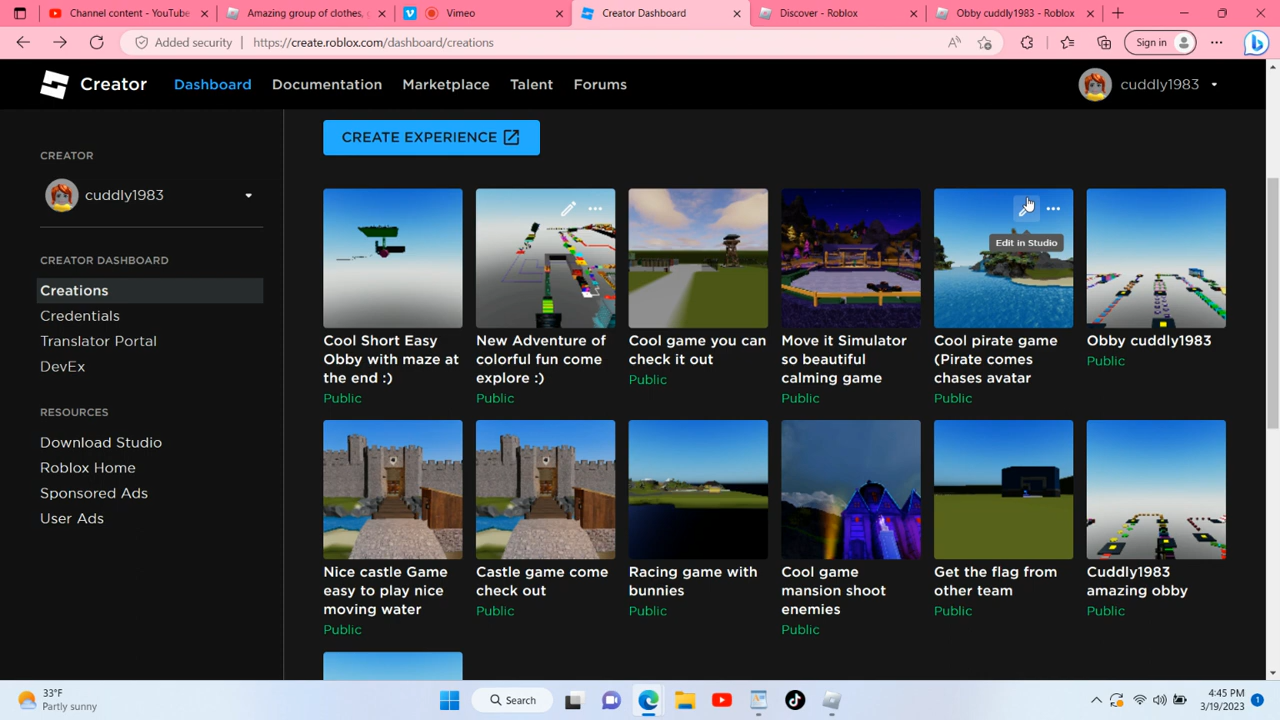 Channel content - YouTube
Amazing group of clothes,
Vimeo
Creator Dashboard
Discover - Roblox
Obby cuddly1983 - Roblox
Added security
https://create.roblox.com/dashboard/creations
Sign in
Creator
Dashboard
Documentation
Marketplace
Talent
Forums
cuddly1983
CREATOR
cuddly1983
CREATOR DASHBOARD
Creations
Credentials
Translator Portal
DevEx
RESOURCES
Download Studio
Roblox Home
Sponsored Ads
User Ads
CREATE EXPERIENCE
Edit in Studio
Cool Short Easy
Obby with maze at
the end :)
Public
New Adventure of
colorful fun come
explore :)
Public
Cool game you can
check it out
Public
Move it Simulator
so beautiful
calming game
Public
Cool pirate game
(Pirate comes
chases avatar
Public
Obby cuddly1983
Public
Nice castle Game
easy to play nice
moving water
Public
Castle game come
check out
Public
Racing game with
bunnies
Public
Cool game
mansion shoot
enemies
Public
Get the flag from
other team
Public
Cuddly1983
amazing obby
Public
33°F
Partly sunny
Search
4:45 PM
3/19/2023
1